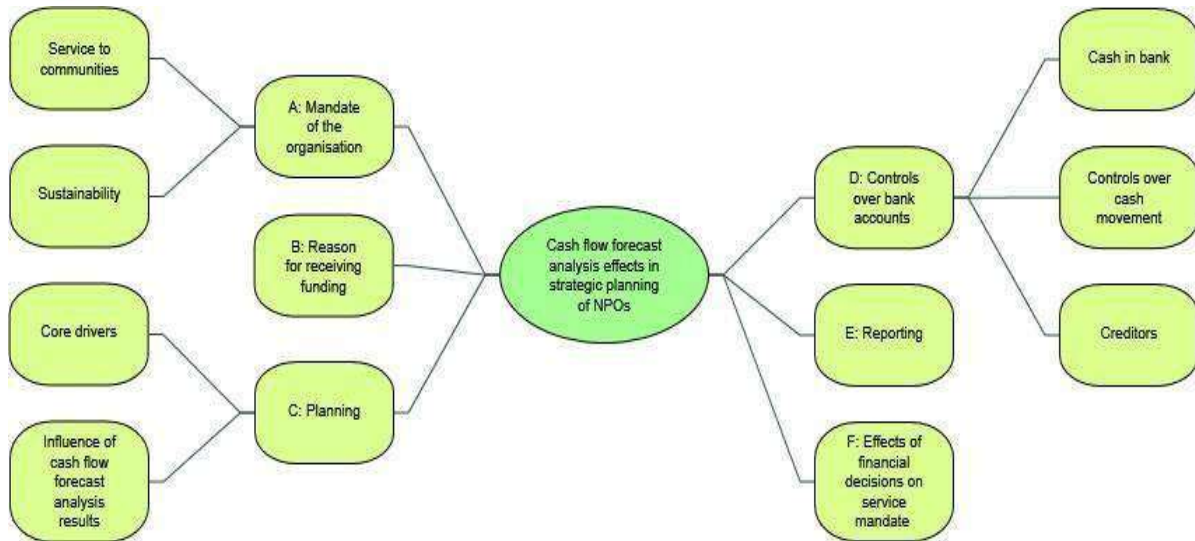 Service to
communities
Sustainability
A: Mandate
of the
organisation
B: Reason
for receiving
funding
Core drivers
Influence of
cash flow
forecast
analysis
results
C: Planning
Cash flow forecast
analysis effects in
strategic planning
of NPOs
D: Controls
over bank
accounts
E: Reporting
F: Effects of
financial
decisions on
service
mandate
Cash in bank
Controls over
cash
movement
Creditors